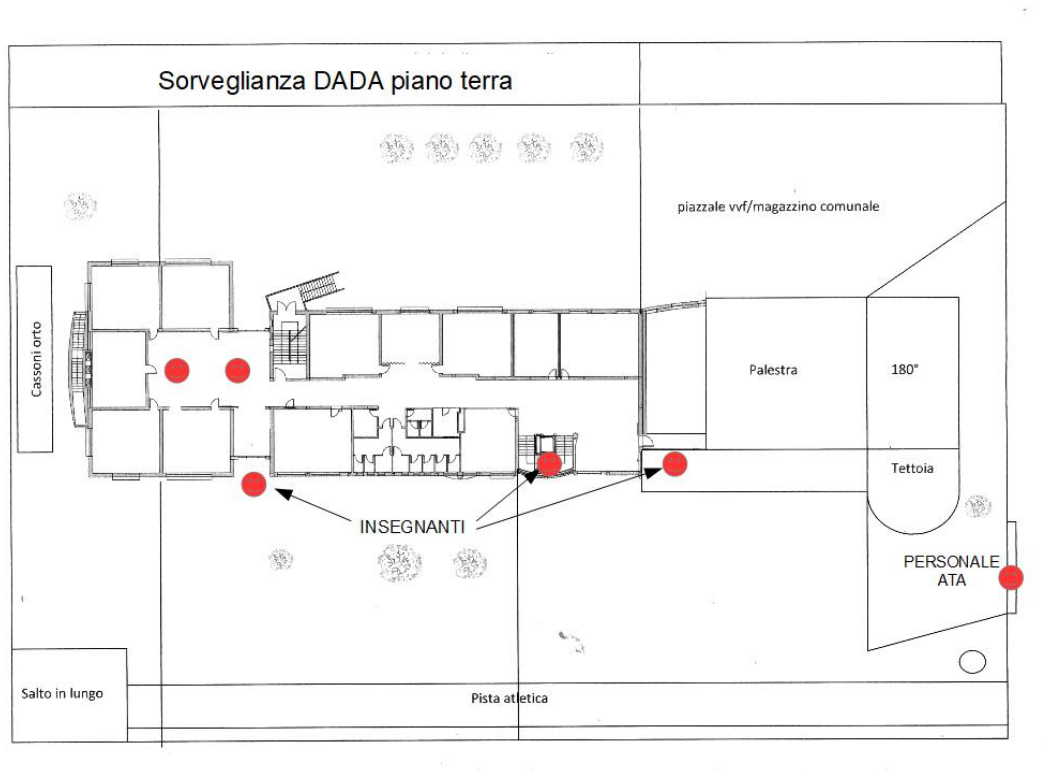 Sorveglianza DADA piano terra
piazzale vvf/magazzino comunale
Cassoni orto
Palestra
180°
Tettoia
INSEGNANTI
PERSONALE
ATA
Salto in lungo
Pista atletica